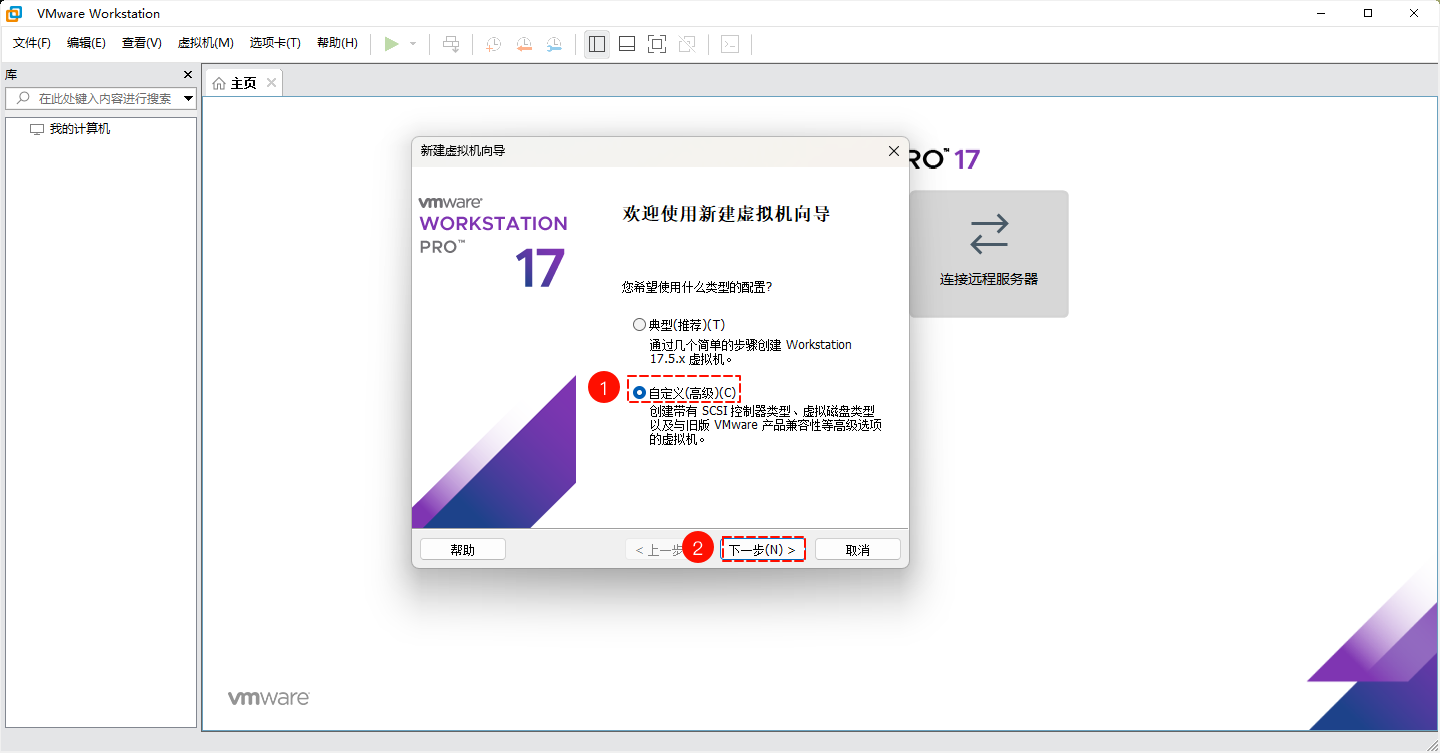 VMware Workstation
文件(F) 编辑(E) 查看(V) 虚拟机(M) 选项卡(T) 帮助(H)
库
主页
在此处键入内容进行搜索
我的计算机
RO™ 17
连接远程服务器
新建虚拟机向导
vmware
WORKSTATION
PRO™
17
欢迎使用新建虚拟机向导
您希望使用什么类型的配置?
典型(推荐)(T)
通过几个简单的步骤创建 Workstation
17.5.x 虚拟机。
1
自定义(高级)(C)
创建带有 SCSI 控制器类型、虚拟磁盘类型
以及与旧版 VMware 产品兼容性等高级选项
的虚拟机。
帮助
< 上一步
2
下一步(N) >
取消
vmware